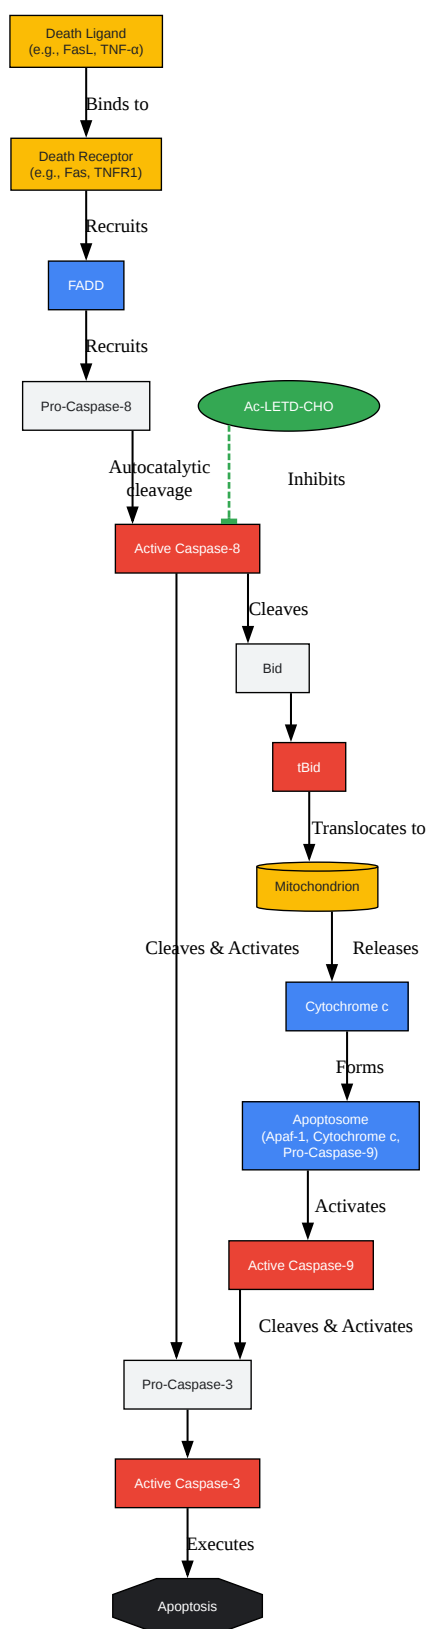 Death Ligand
(e.g., FasL, TNF-α)
Binds to
Death Receptor
(e.g., Fas, TNFR1)
Recruits
FADD
Recruits
Pro-Caspase-8
Ac-LETD-CHO
Autocatalytic
cleavage
Inhibits
Active Caspase-8
Cleaves
Bid
tBid
Translocates to
Mitochondrion
Cleaves & Activates
Releases
Cytochrome c
Forms
Apoptosome
(Apaf-1, Cytochrome c,
Pro-Caspase-9)
Activates
Active Caspase-9
Cleaves & Activates
Pro-Caspase-3
Active Caspase-3
Executes
Apoptosis